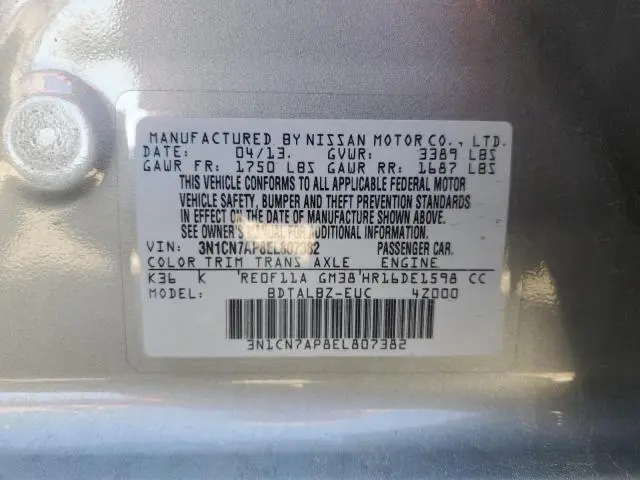 MANUFACTURED BY NISSAN MOTOR CO., LTD.
DATE: 04/13. GVWR: 3389 LBS
GAWR FR: 1750 LBS GAWR RR: 1687 LBS
THIS VEHICLE CONFORMS TO ALL APPLICABLE FEDERAL MOTOR
VEHICLE SAFETY, BUMPER AND THEFT PREVENTION STANDARDS
IN EFFECT ON THE DATE OF MANUFACTURE SHOWN ABOVE.
SEE OWNER'S MANUAL FOR ADDITIONAL INFORMATION.
VIN: 3N1CN7AP8EL807382 PASSENGER CAR.
COLOR TRIM TRANS AXLE ENGINE
K36 K 'RE0F11A GM38'HR16DE1598 CC
MODEL: BDTALBZ-EUC 4Z000
3N1CN7AP8EL807382